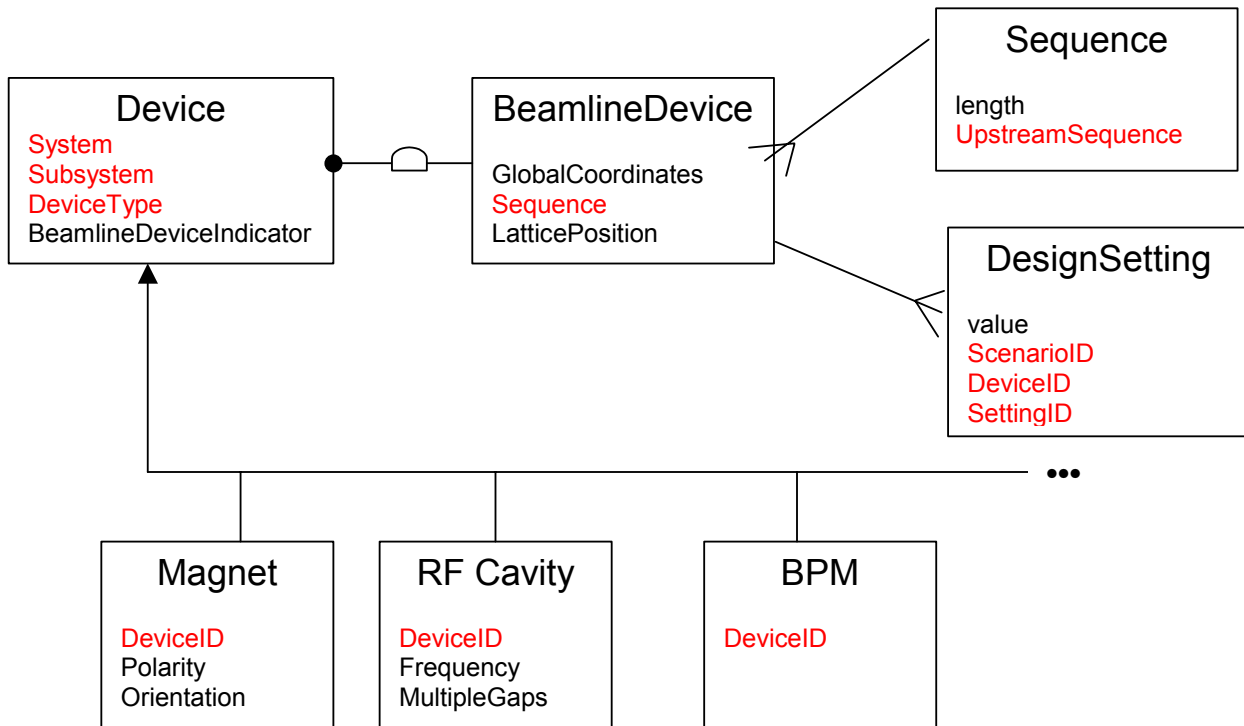 Device
System
Subsystem
DeviceType
BeamlineDeviceIndicator
BeamlineDevice
GlobalCoordinates
Sequence
LatticePosition
Sequence
length
UpstreamSequence
DesignSetting
value
ScenarioID
DeviceID
SettingID
Magnet
DeviceID
Polarity
Orientation
RF Cavity
DeviceID
Frequency
MultipleGaps
BPM
DeviceID
•••